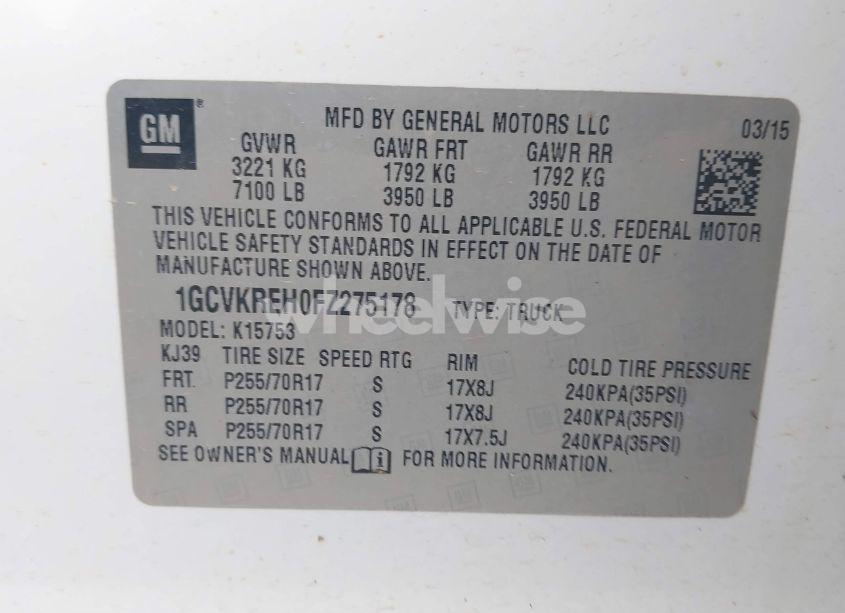 GM®
MFD BY GENERAL MOTORS LLC 03/15
GVWR GAWR FRT GAWR RR
3221 KG 1792 KG 1792 KG
7100 LB 3950 LB 3950 LB
THIS VEHICLE CONFORMS TO ALL APPLICABLE U.S. FEDERAL MOTOR
VEHICLE SAFETY STANDARDS IN EFFECT ON THE DATE OF
MANUFACTURE SHOWN ABOVE.
1GCVKREH0FZ275178 TYPE: TRUCK
wheelwise
MODEL: K15753
KJ39 TIRE SIZE SPEED RTG RIM COLD TIRE PRESSURE
FRT. P255/70R17 S 17X8J 240KPA(35PSI)
RR P255/70R17 S 17X8J 240KPA(35PSI)
SPA P255/70R17 S 17X7.5J 240KPA(35PSI)
SEE OWNER'S MANUAL i FOR MORE INFORMATION.